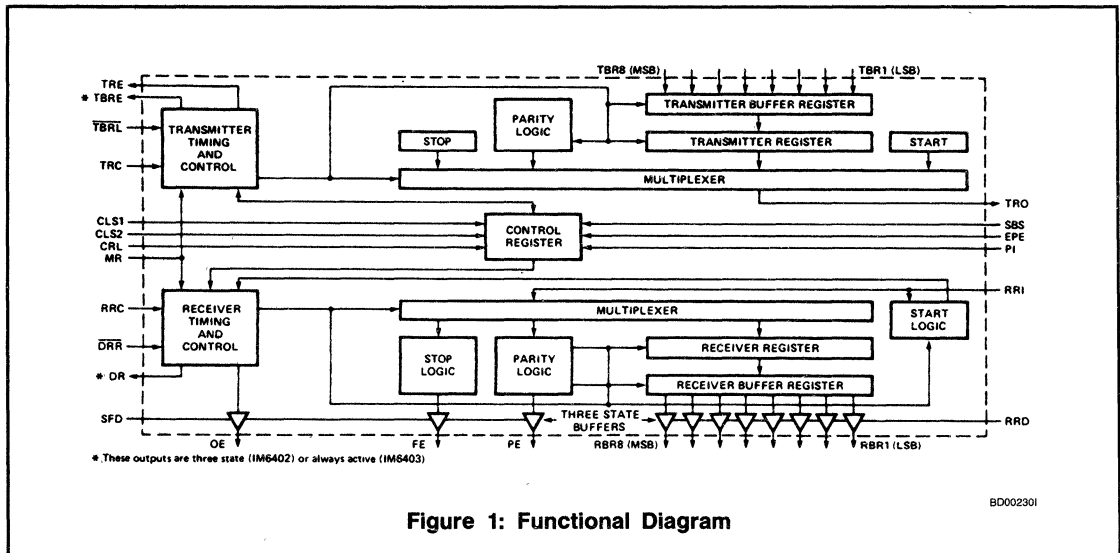 TRE
* TBRE
TBRL
TRC
TRANSMITTER
TIMING
AND
CONTROL
TBR8 (MSB)
TBR1 (LSB)
TRANSMITTER BUFFER REGISTER
PARITY
LOGIC
STOP
TRANSMITTER REGISTER
START
MULTIPLEXER
TRO
CLS1
CLS2
CRL
MR
CONTROL
REGISTER
SBS
EPE
PI
RRC
DRR
* DR
SFD
RECEIVER
TIMING
AND
CONTROL
RRI
MULTIPLEXER
START
LOGIC
STOP
LOGIC
PARITY
LOGIC
RECEIVER REGISTER
RECEIVER BUFFER REGISTER
THREE STATE
BUFFERS
RRD
OE
FE
PE
RBR8 (MSB)
RBR1 (LSB)
* These outputs are three state (IM6402) or always active (IM6403)
BD00230I
Figure 1: Functional Diagram